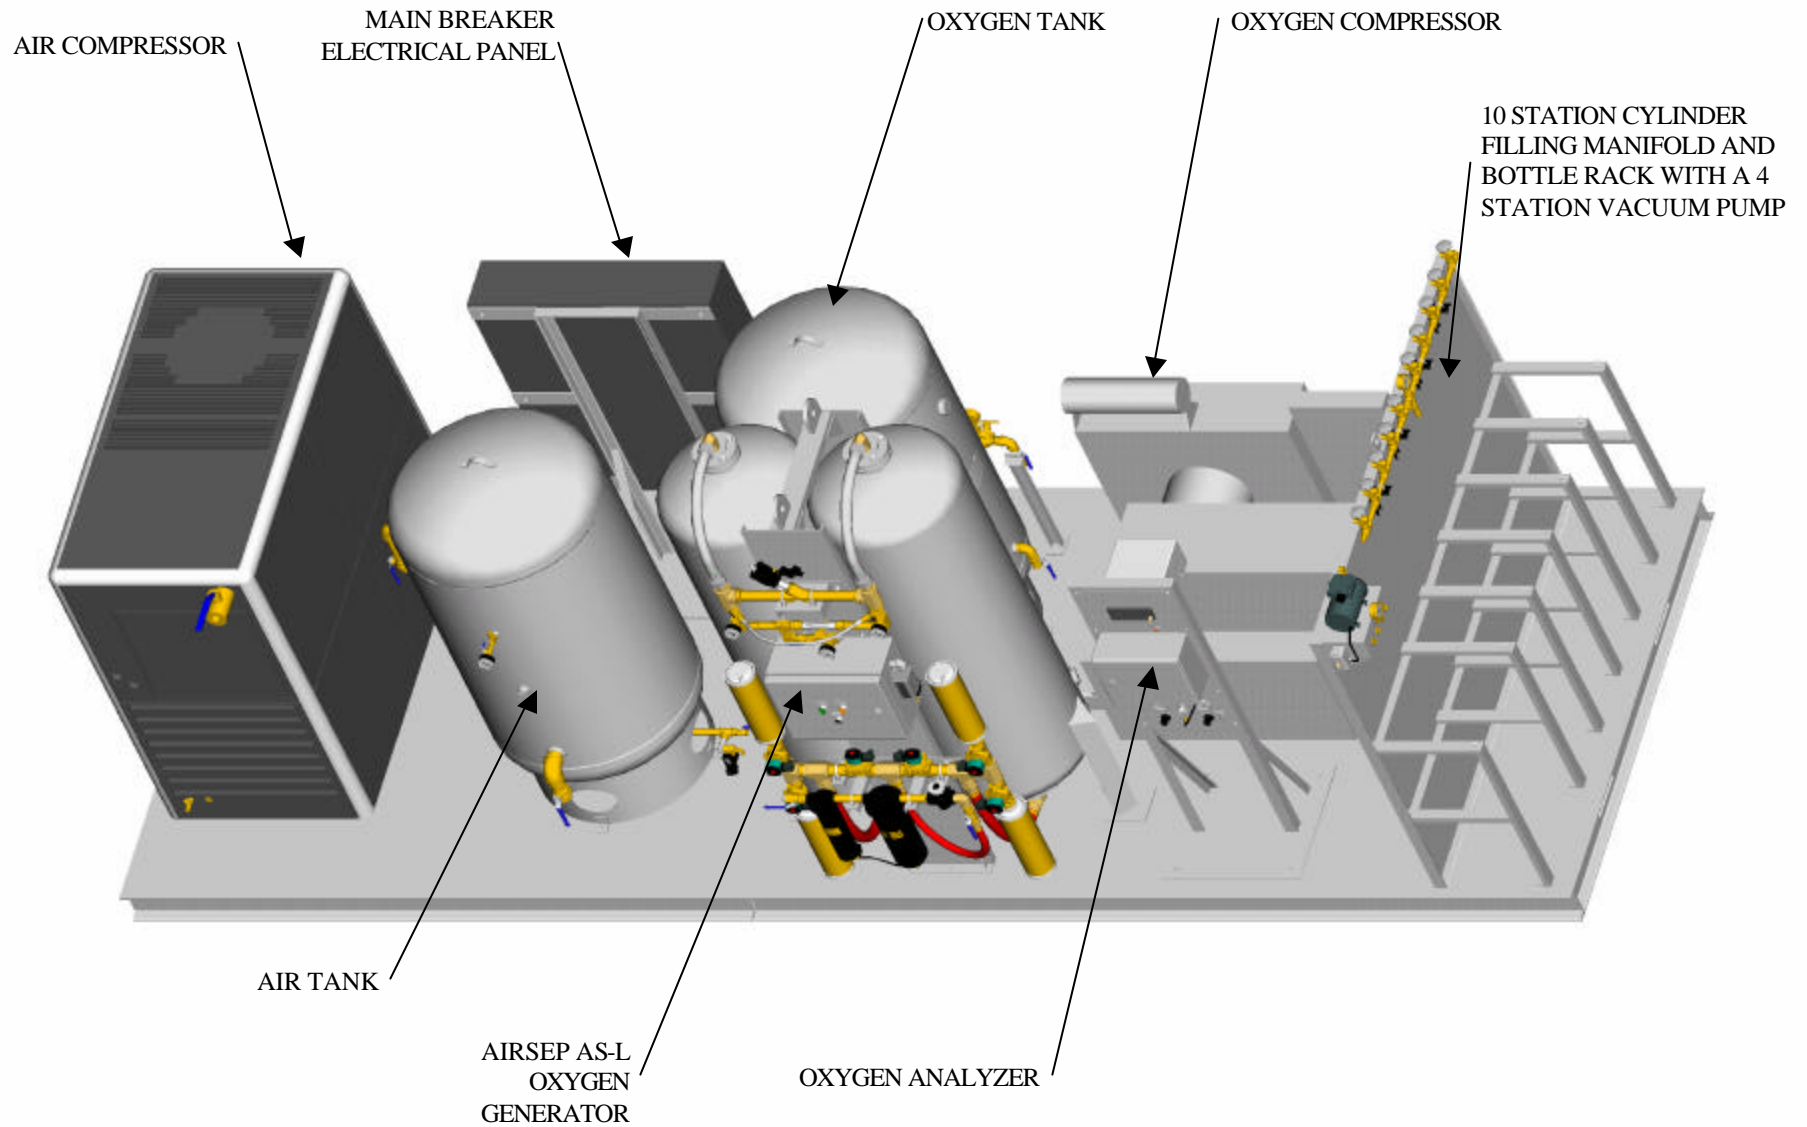 AIR COMPRESSOR
MAIN BREAKER
ELECTRICAL PANEL
OXYGEN TANK
OXYGEN COMPRESSOR
10 STATION CYLINDER
FILLING MANIFOLD AND
BOTTLE RACK WITH A 4
STATION VACUUM PUMP
AIR TANK
AIRSEP AS-L
OXYGEN
GENERATOR
OXYGEN ANALYZER